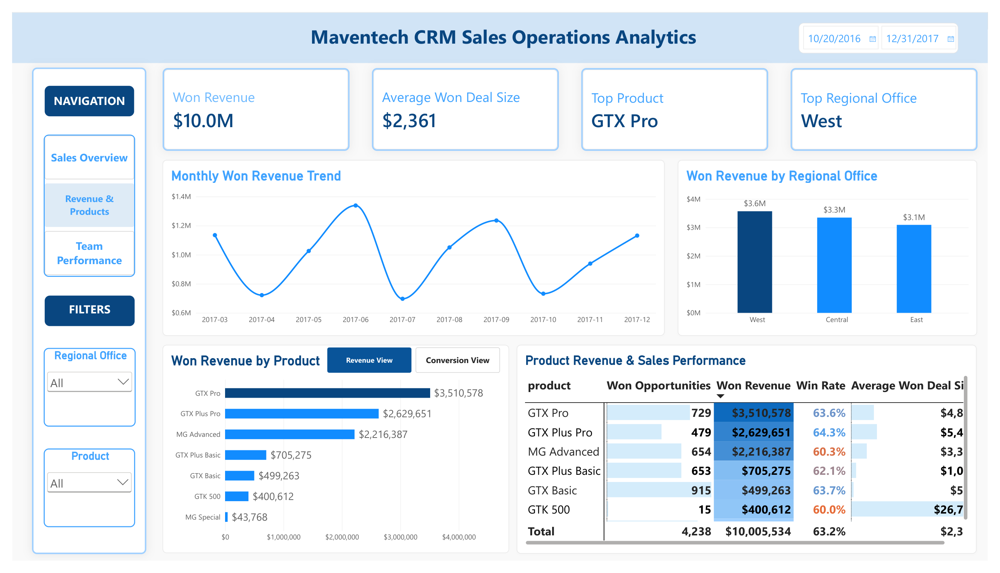 Maventech CRM Sales Operations Analytics
10/20/2016 12/31/2017
NAVIGATION
Sales Overview
Revenue &
Products
Team
Performance
FILTERS
Regional Office
All
Product
All
Won Revenue
$10.0M
Average Won Deal Size
$2,361
Top Product
GTX Pro
Top Regional Office
West
Monthly Won Revenue Trend
$1.4M
$1.2M
$1.0M
$0.8M
$0.6M
2017-03 2017-04 2017-05 2017-06 2017-07 2017-08 2017-09 2017-10 2017-11 2017-12
Won Revenue by Regional Office
$4M
$3M
$2M
$1M
$0M
$3.6M
$3.3M
$3.1M
West Central East
Won Revenue by Product
Revenue View
Conversion View
GTX Pro $3,510,578
GTX Plus Pro $2,629,651
MG Advanced $2,216,387
GTX Plus Basic $705,275
GTX Basic $499,263
GTK 500 $400,612
MG Special $43,768
$0 $1,000,000 $2,000,000 $3,000,000 $4,000,000
Product Revenue & Sales Performance
product Won Opportunities Won Revenue Win Rate Average Won Deal Si
GTX Pro 729 $3,510,578 63.6% $4,8
GTX Plus Pro 479 $2,629,651 64.3% $5,4
MG Advanced 654 $2,216,387 60.3% $3,3
GTX Plus Basic 653 $705,275 62.1% $1,0
GTX Basic 915 $499,263 63.7% $5
GTK 500 15 $400,612 60.0% $26,7
Total 4,238 $10,005,534 63.2% $2,3